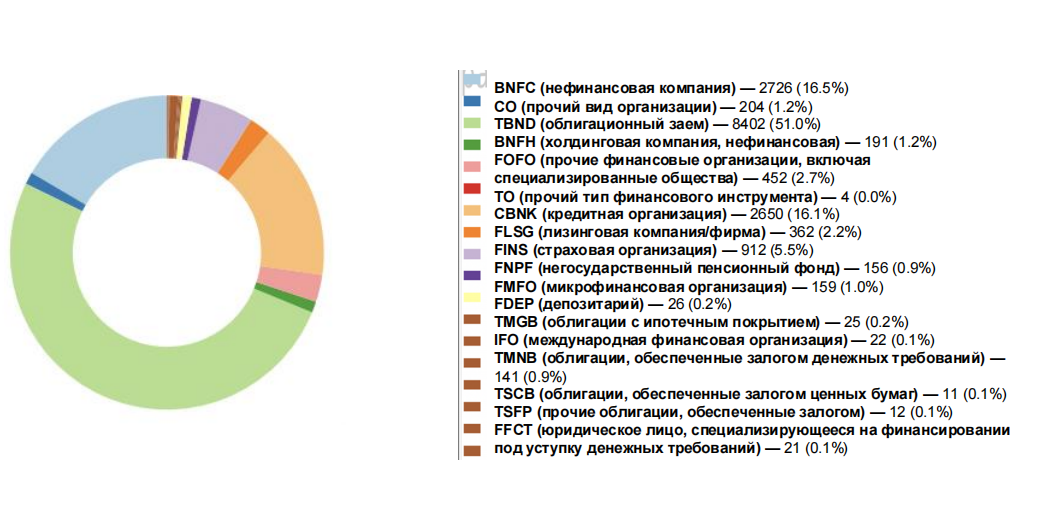 BNFC (нефинансовая компания) — 2726 (16.5%)
CO (прочий вид организации) — 204 (1.2%)
TBND (облигационный заем) — 8402 (51.0%)
BNFH (холдинговая компания, нефинансовая) — 191 (1.2%)
FOFO (прочие финансовые организации, включая
специализированные общества) — 452 (2.7%)
TO (прочий тип финансового инструмента) — 4 (0.0%)
CBNK (кредитная организация) — 2650 (16.1%)
FLSG (лизинговая компания/фирма) — 362 (2.2%)
FINS (страховая организация) — 912 (5.5%)
FNPF (негосударственный пенсионный фонд) — 156 (0.9%)
FMFO (микрофинансовая организация) — 159 (1.0%)
FDEP (депозитарий) — 26 (0.2%)
TMGB (облигации с ипотечным покрытием) — 25 (0.2%)
IFO (международная финансовая организация) — 22 (0.1%)
TMNB (облигации, обеспеченные залогом денежных требований) —
141 (0.9%)
TSCB (облигации, обеспеченные залогом ценных бумаг) — 11 (0.1%)
TSFP (прочие облигации, обеспеченные залогом) — 12 (0.1%)
FFCT (юридическое лицо, специализирующееся на финансировании
под уступку денежных требований) — 21 (0.1%)